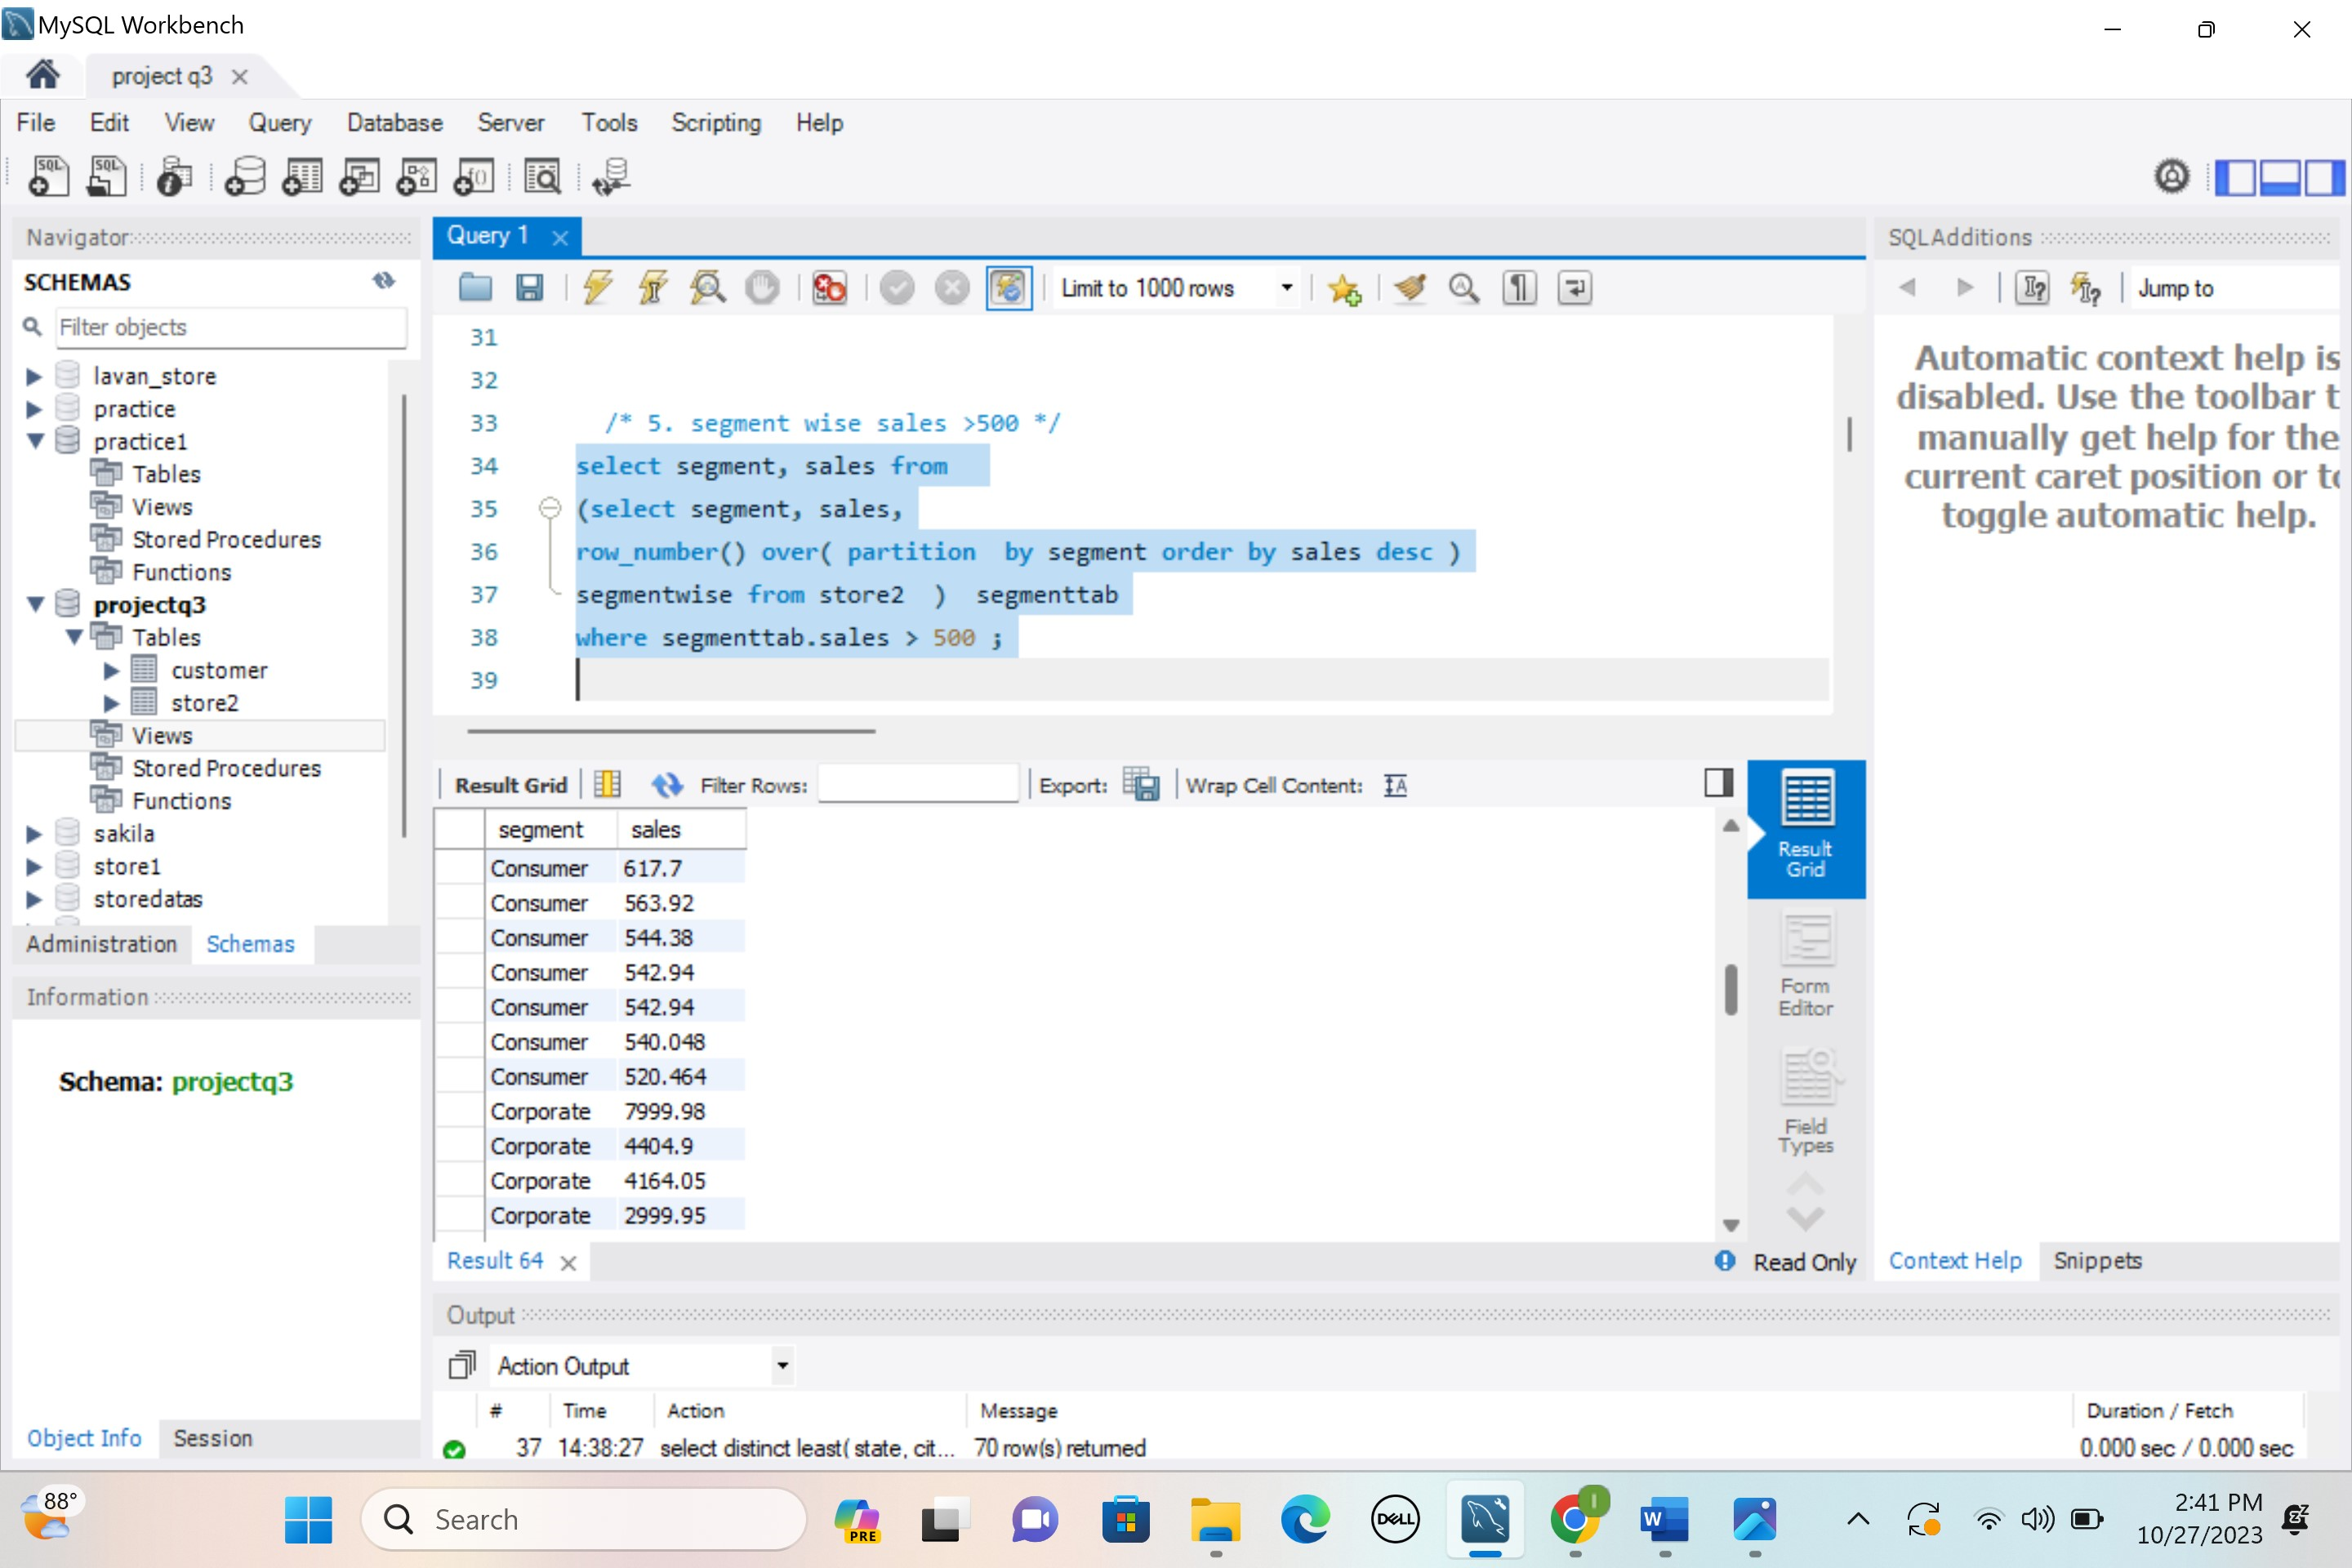 MySQL Workbench
project q3
File Edit View Query Database Server Tools Scripting Help
Navigator
SCHEMAS
Filter objects
lavan_store
practice
practice1
Tables
Views
Stored Procedures
Functions
projectq3
Tables
customer
store2
Views
Stored Procedures
Functions
sakila
store1
storedatas
Administration Schemas
Information
Schema: projectq3
Object Info Session
Query 1
Limit to 1000 rows
31
32
33 /* 5. segment wise sales >500 */
34 select segment, sales from
35 (select segment, sales,
36 row_number() over( partition  by segment order by sales desc )
37 segmentwise from store2  )  segmenttab
38 where segmenttab.sales > 500 ;
39
Result Grid Filter Rows: Export: Wrap Cell Content:
segment sales
Consumer 617.7
Consumer 563.92
Consumer 544.38
Consumer 542.94
Consumer 542.94
Consumer 540.048
Consumer 520.464
Corporate 7999.98
Corporate 4404.9
Corporate 4164.05
Corporate 2999.95
Result
Grid
Form
Editor
Field
Types
Result 64
Read Only
SQLAdditions
Jump to
Automatic context help is
disabled. Use the toolbar t
manually get help for the
current caret position or to
toggle automatic help.
Context Help Snippets
Output
Action Output
# Time Action Message Duration / Fetch
37 14:38:27 select distinct least( state, cit... 70 row(s) returned 0.000 sec / 0.000 sec
88°
Search
PRE
DELL
W
I
2:41 PM
10/27/2023